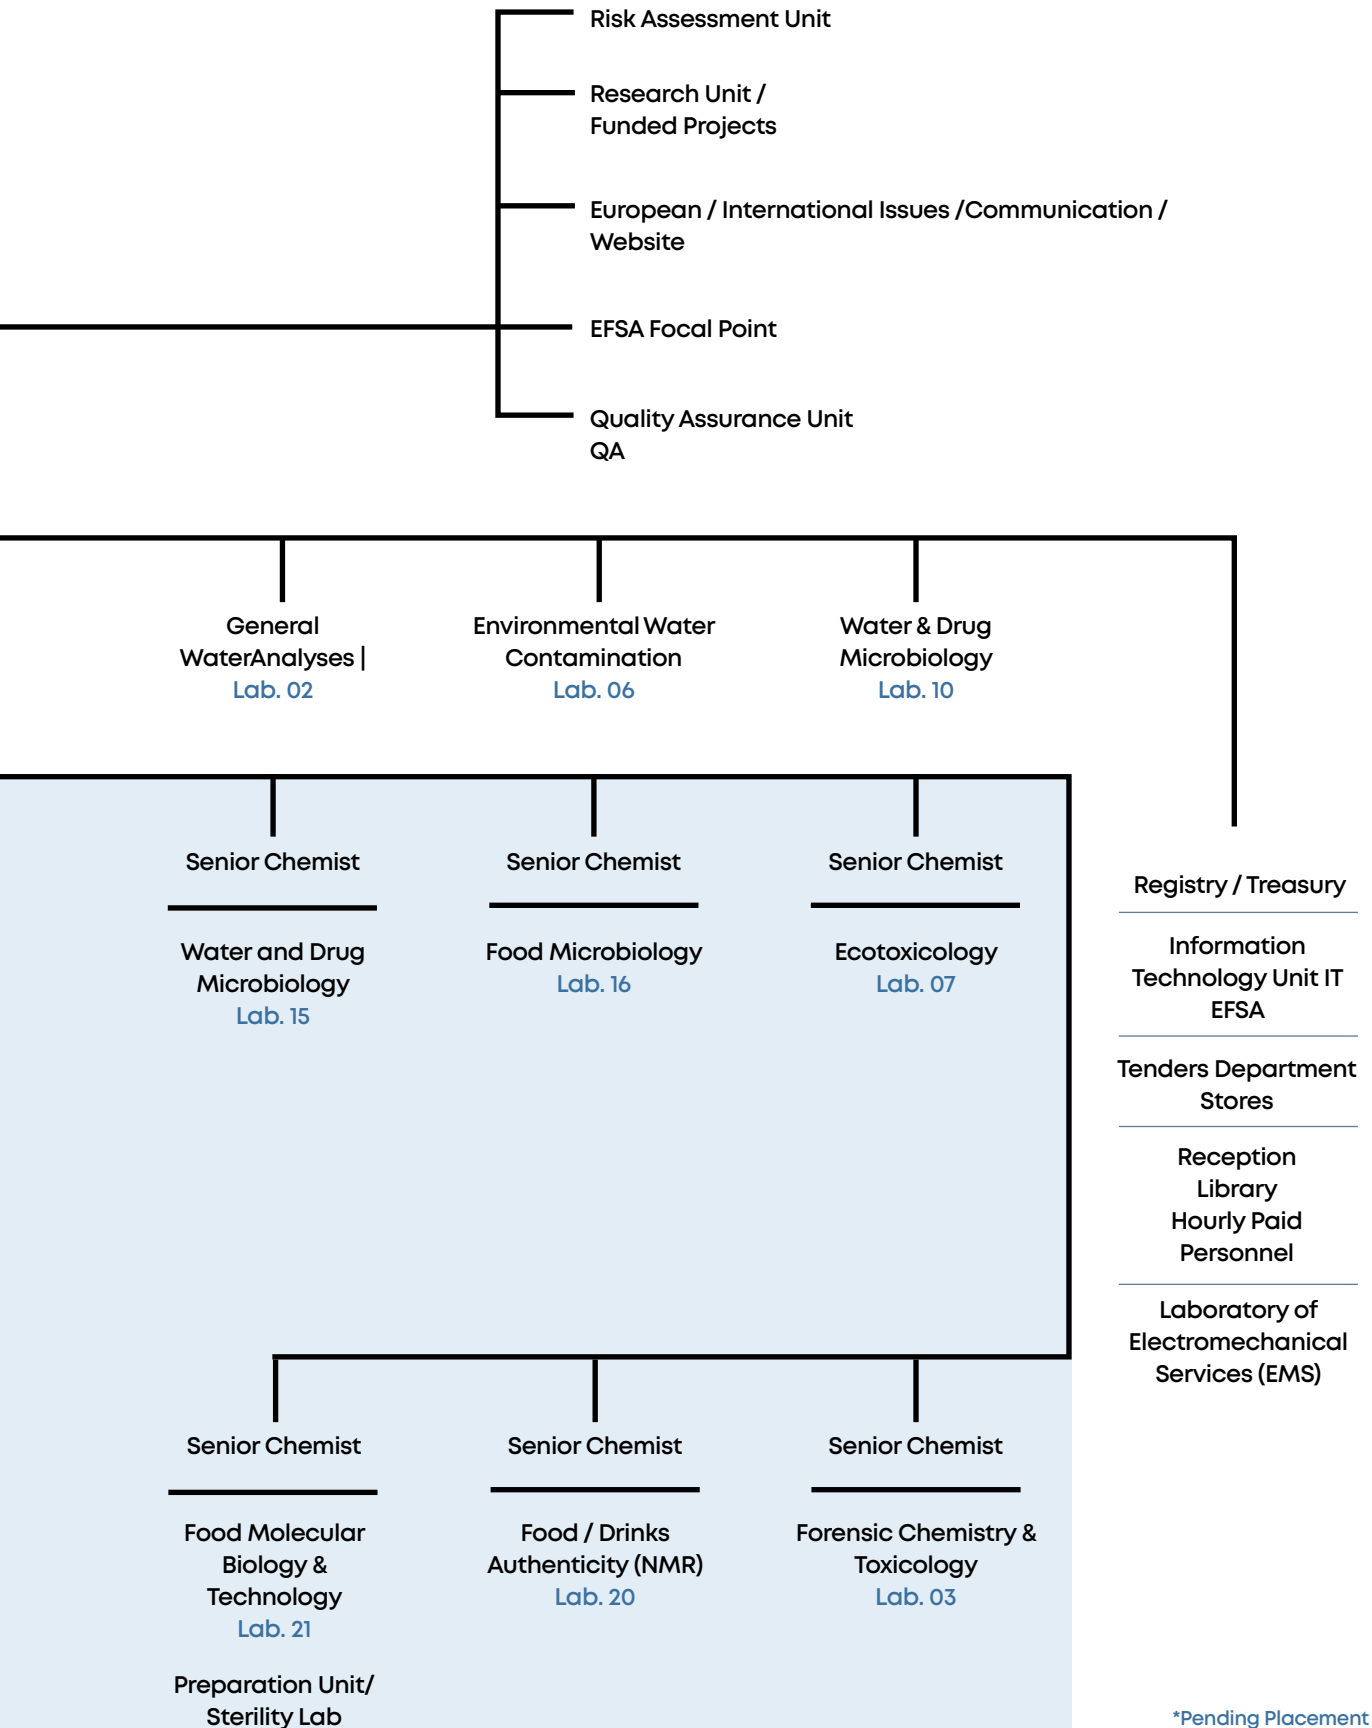 Risk Assessment Unit
Research Unit /
Funded Projects
European / International Issues /Communication /
Website
EFSA Focal Point
Quality Assurance Unit
QA
General
WaterAnalyses |
Lab. 02
Environmental Water
Contamination
Lab. 06
Water & Drug
Microbiology
Lab. 10
Senior Chemist
Water and Drug
Microbiology
Lab. 15
Senior Chemist
Food Microbiology
Lab. 16
Senior Chemist
Ecotoxicology
Lab. 07
Registry / Treasury
Information
Technology Unit IT
EFSA
Tenders Department
Stores
Reception
Library
Hourly Paid
Personnel
Laboratory of
Electromechanical
Services (EMS)
Senior Chemist
Food Molecular
Biology &
Technology
Lab. 21
Preparation Unit/
Sterility Lab
Senior Chemist
Food / Drinks
Authenticity (NMR)
Lab. 20
Senior Chemist
Forensic Chemistry &
Toxicology
Lab. 03
*Pending Placement